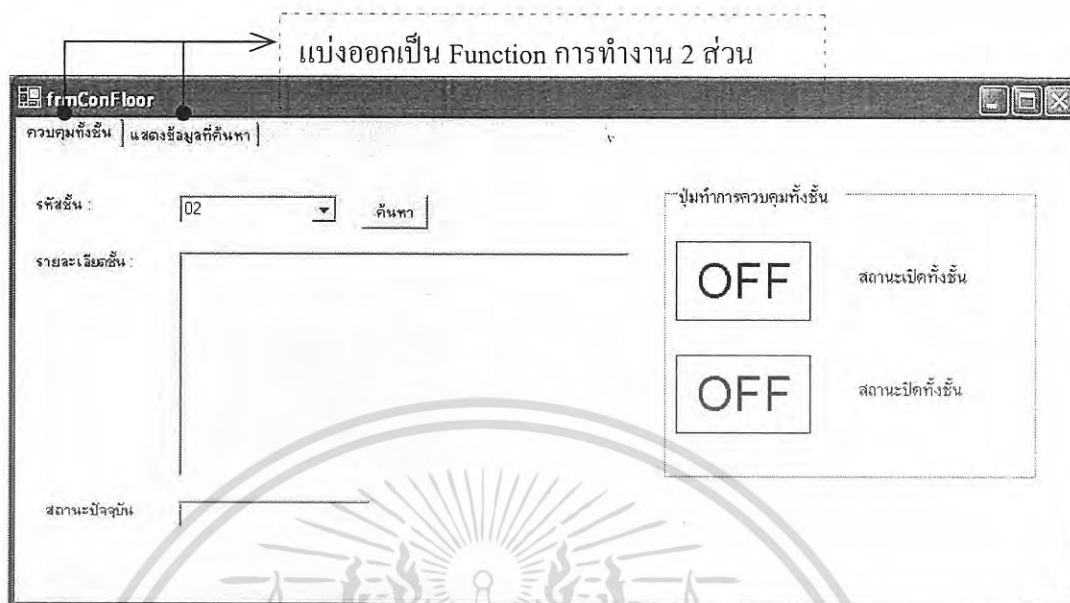 แบ่งออกเป็น Function การทำงาน 2 ส่วน
frmConFloor
ควบคุมทั้งชั้น แสดงข้อมูลที่ค้นหา
รหัสชั้น : 02 ค้นหา
รายละเอียดชั้น :
สถานะปัจจุบัน
ปุ่มทำการควบคุมทั้งชั้น
OFF สถานะเปิดทั้งชั้น
OFF สถานะปิดทั้งชั้น